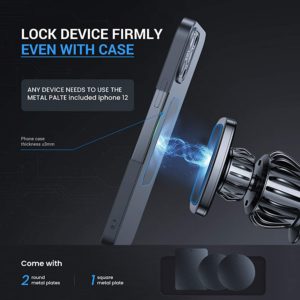 LOCK DEVICE FIRMLY
EVEN WITH CASE
ANY DEVICE NEEDS TO USE THE
METAL PALTE included Iphone 12
Phone case
thickness ≤3mm
Come with
2 round
metal plates
1 square
metal plate